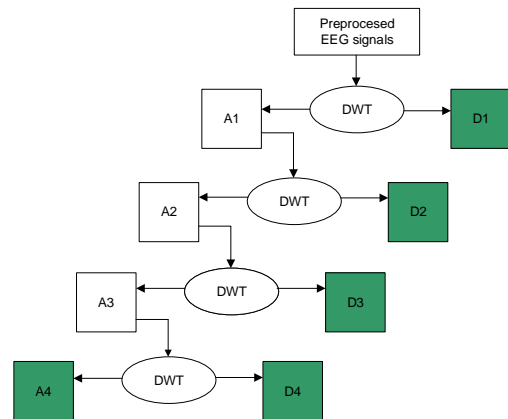 Preprocesed
EEG signals
DWT
A1
D1
DWT
A2
D2
DWT
A3
D3
DWT
A4
D4